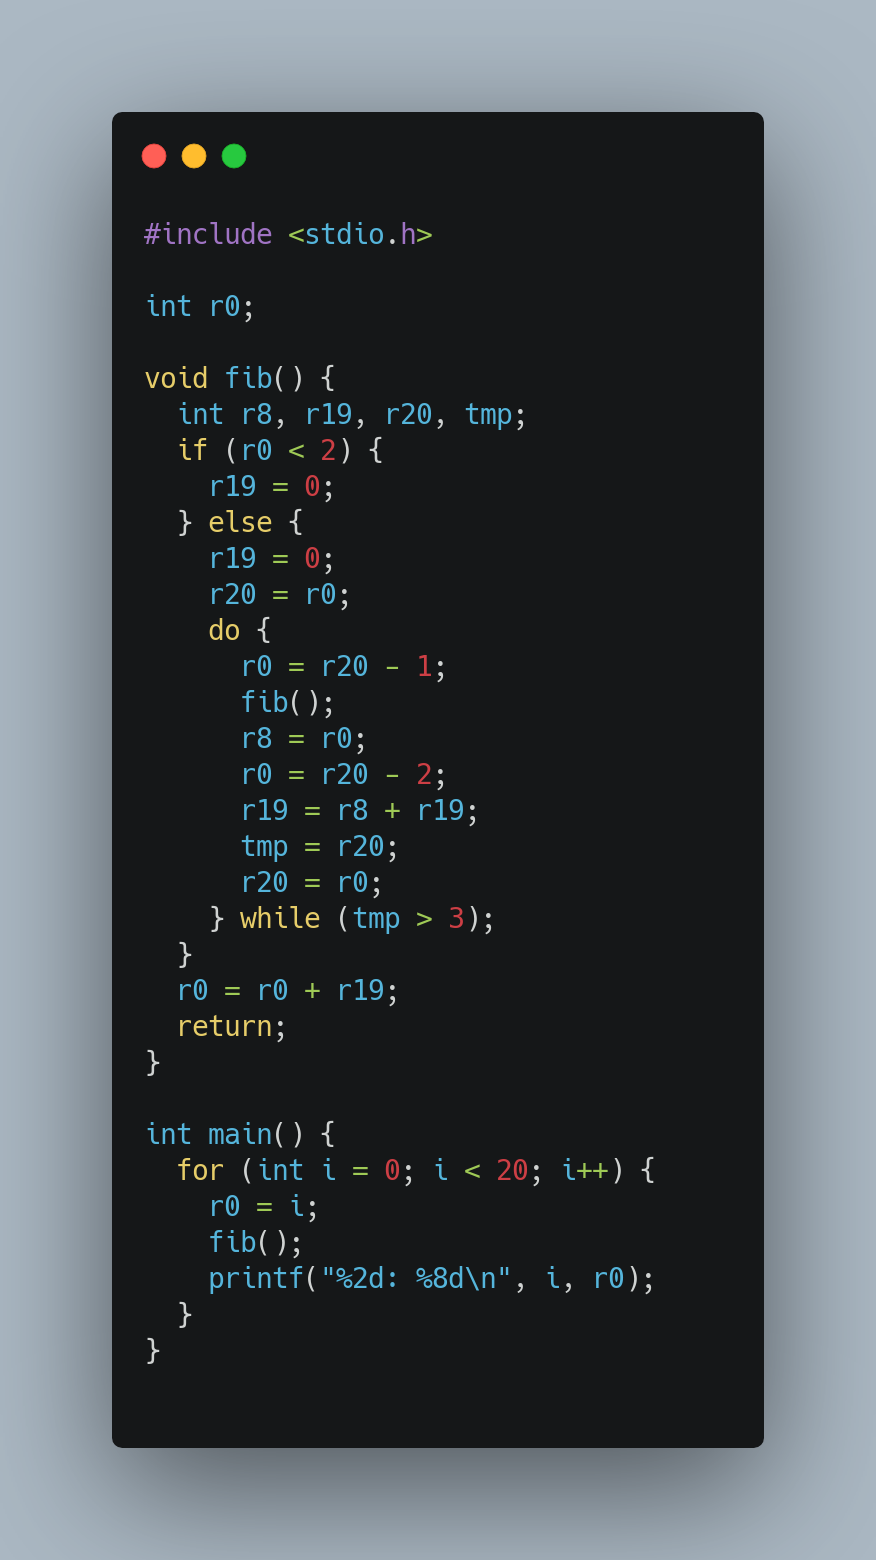 #include <stdio.h>

int r0;

void fib() {
  int r8, r19, r20, tmp;
  if (r0 < 2) {
    r19 = 0;
  } else {
    r19 = 0;
    r20 = r0;
    do {
      r0 = r20 - 1;
      fib();
      r8 = r0;
      r0 = r20 - 2;
      r19 = r8 + r19;
      tmp = r20;
      r20 = r0;
    } while (tmp > 3);
  }
  r0 = r0 + r19;
  return;
}

int main() {
  for (int i = 0; i < 20; i++) {
    r0 = i;
    fib();
    printf("%2d: %8d\n", i, r0);
  }
}